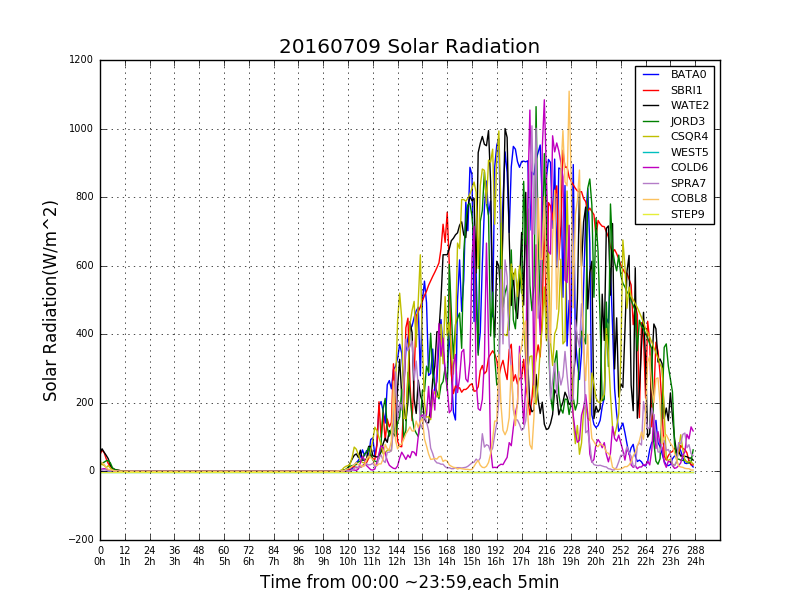 20160709 Solar Radiation
1200
1000
800
600
400
200
0
−200
Solar Radiation(W/m^2)
BATA0
SBRI1
WATE2
JORD3
CSQR4
WEST5
COLD6
SPRA7
COBL8
STEP9
0 12 24 36 48 60 72 84 96 108 120 132 144 156 168 180 192 204 216 228 240 252 264 276 288
0h 1h 2h 3h 4h 5h 6h 7h 8h 9h 10h 11h 12h 13h 14h 15h 16h 17h 18h 19h 20h 21h 22h 23h 24h
Time from 00:00 ~23:59,each 5min